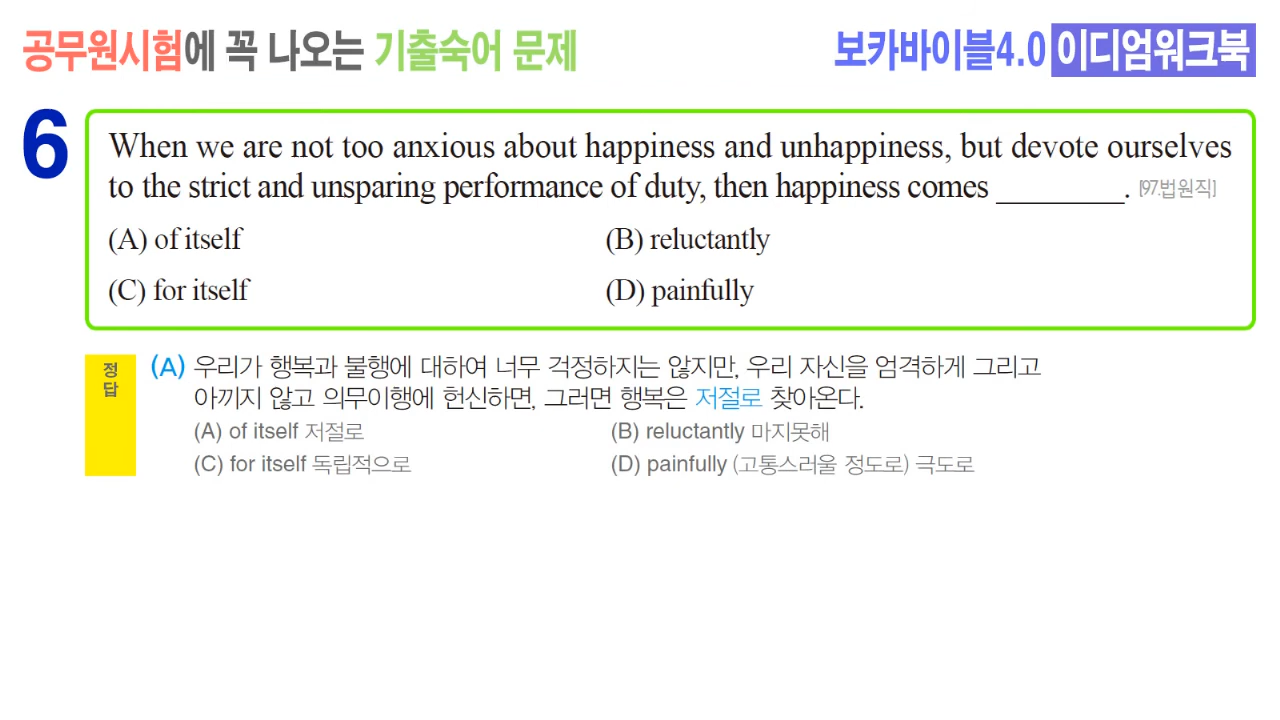 공무원시험에 꼭 나오는 기출숙어 문제
보카바이블4.0 이디엄워크북
6
When we are not too anxious about happiness and unhappiness, but devote ourselves
to the strict and unsparing performance of duty, then happiness comes _________. [97.법원직]
(A) of itself (B) reluctantly
(C) for itself (D) painfully
정답
(A) 우리가 행복과 불행에 대하여 너무 걱정하지는 않지만, 우리 자신을 엄격하게 그리고
아끼지 않고 의무이행에 헌신하면, 그러면 행복은 저절로 찾아온다.
(A) of itself 저절로 (B) reluctantly 마지못해
(C) for itself 독립적으로 (D) painfully (고통스러울 정도로) 극도로